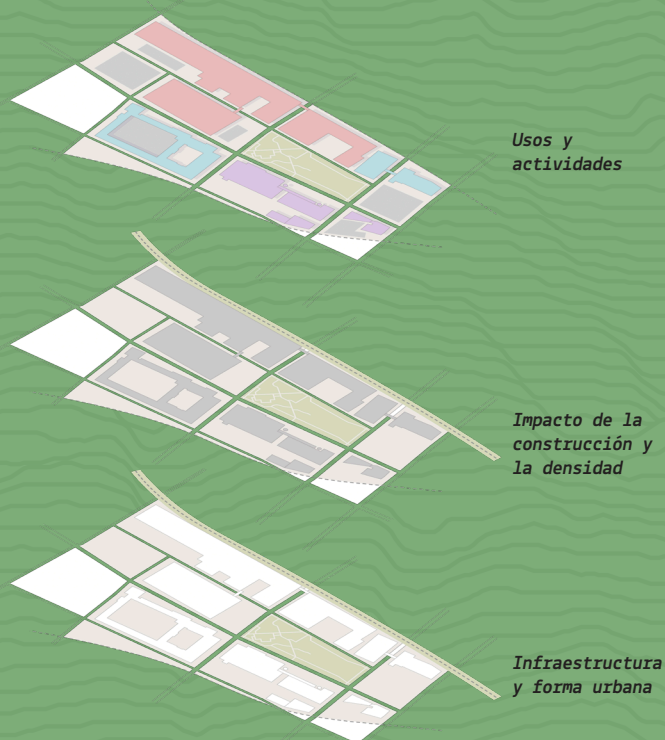 Usos y
actividades
Impacto de la
construcción y
la densidad
Infraestructura
y forma urbana